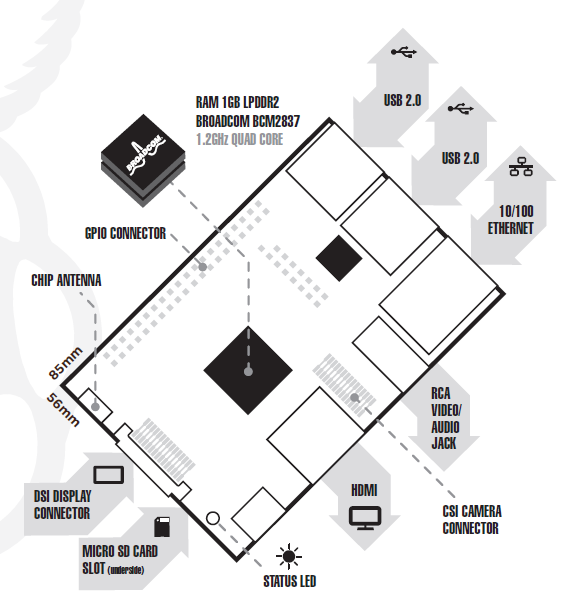 RAM 1GB LPDDR2
BROADCOM BCM2837
1.2GHz QUAD CORE
BROADCOM
USB 2.0
USB 2.0
10/100
ETHERNET
GPIO CONNECTOR
CHIP ANTENNA
85mm
56mm
RCA
VIDEO/
AUDIO
JACK
DSI DISPLAY
CONNECTOR
HDMI
CSI CAMERA
CONNECTOR
MICRO SD CARD
SLOT (underside)
STATUS LED